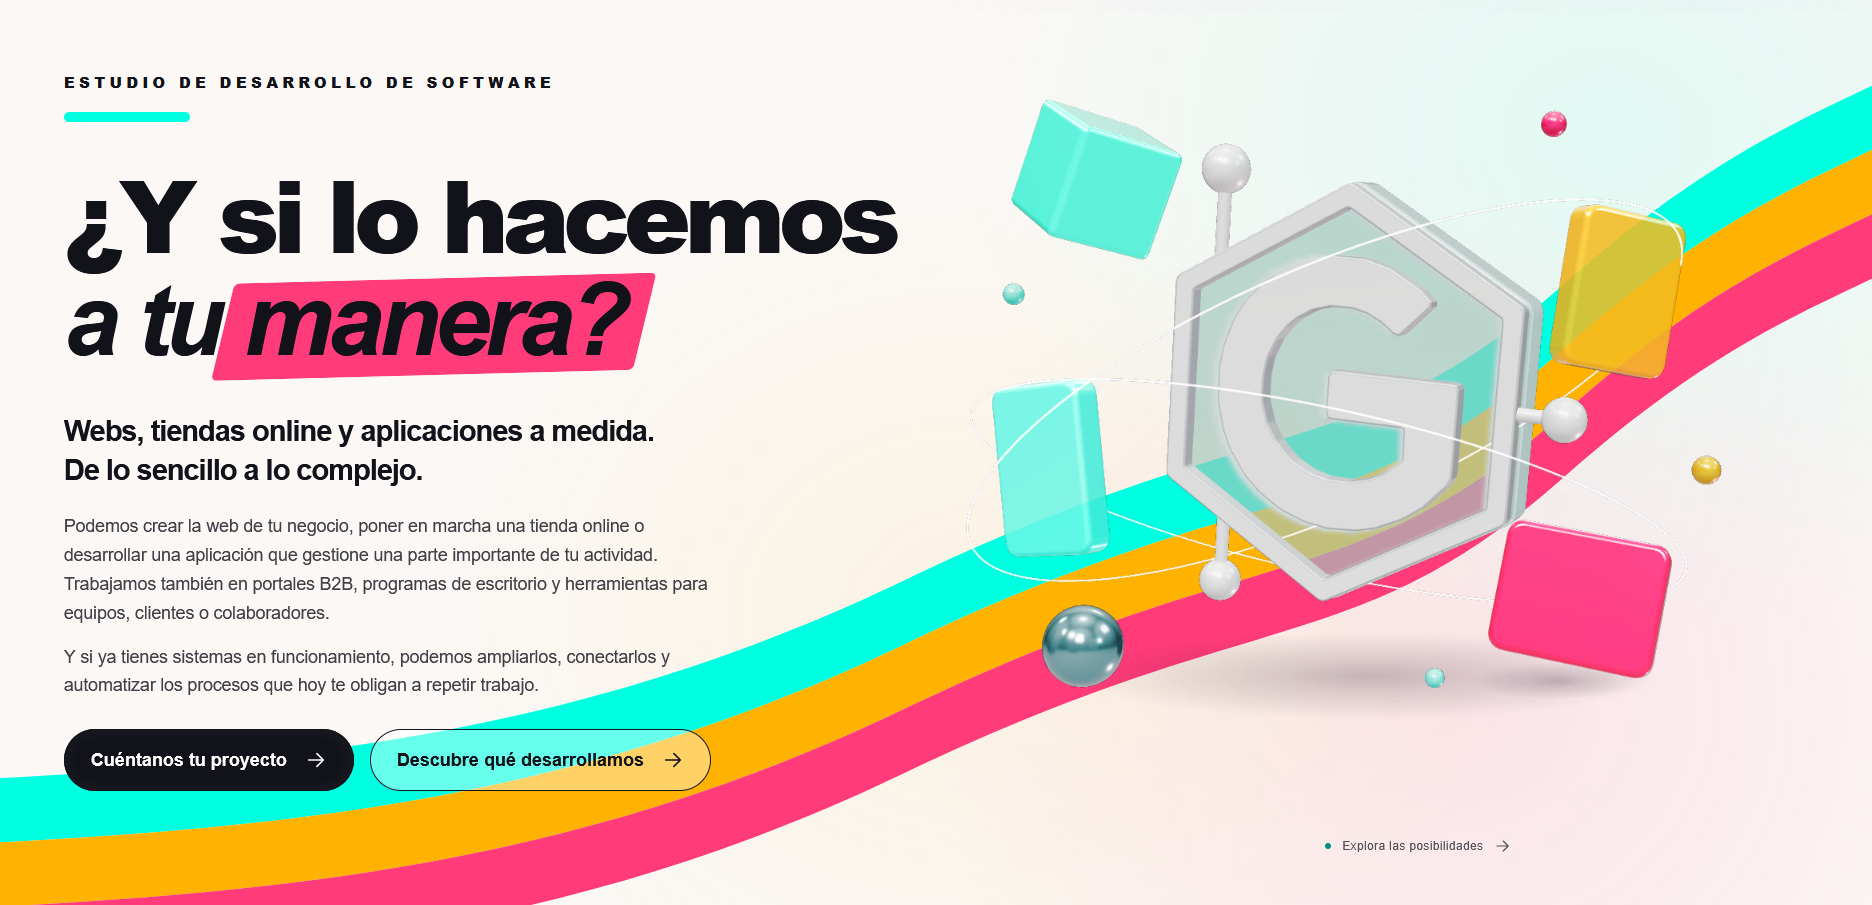 ESTUDIO DE DESARROLLO DE SOFTWARE
¿Y si lo hacemos
a tu manera?
Webs, tiendas online y aplicaciones a medida.
De lo sencillo a lo complejo.
Podemos crear la web de tu negocio, poner en marcha una tienda online o
desarrollar una aplicación que gestione una parte importante de tu actividad.
Trabajamos también en portales B2B, programas de escritorio y herramientas para
equipos, clientes o colaboradores.
Y si ya tienes sistemas en funcionamiento, podemos ampliarlos, conectarlos y
automatizar los procesos que hoy te obligan a repetir trabajo.
Cuéntanos tu proyecto →
Descubre qué desarrollamos →
G
Explora las posibilidades →